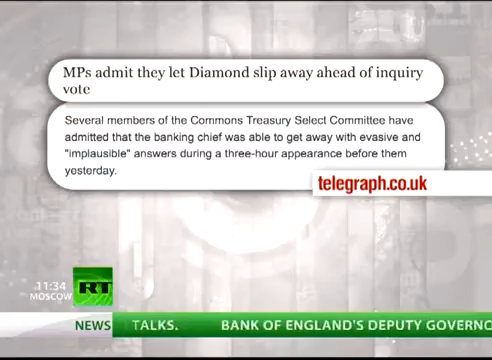 MPs admit they let Diamond slip away ahead of inquiry
vote
Several members of the Commons Treasury Select Committee have
admitted that the banking chief was able to get away with evasive and
"implausible" answers during a three-hour appearance before them
yesterday.
telegraph.co.uk
11:34
MOSCOW
RT
NEWS
TALKS. BANK OF ENGLAND'S DEPUTY GOVERNO